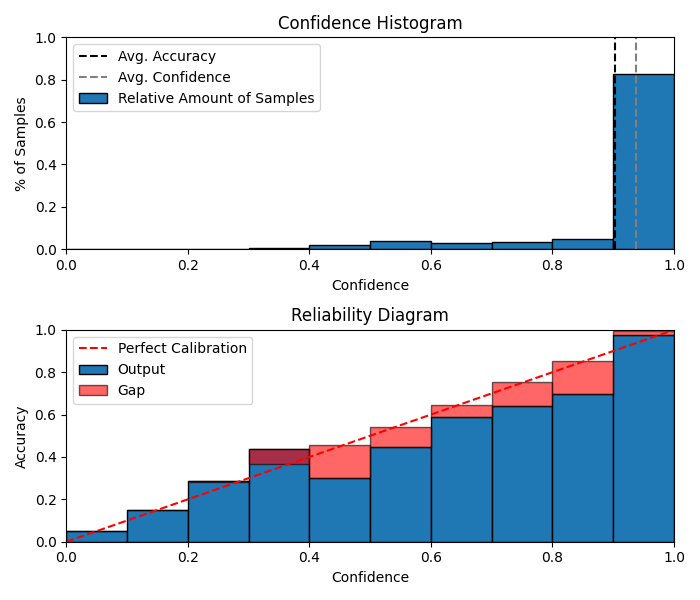 Confidence Histogram
1.0
0.8
0.6
0.4
0.2
0.0
% of Samples
Avg. Accuracy
Avg. Confidence
Relative Amount of Samples
0.0 0.2 0.4 0.6 0.8 1.0
Confidence
Reliability Diagram
1.0
0.8
0.6
0.4
0.2
0.0
Accuracy
Perfect Calibration
Output
Gap
0.0 0.2 0.4 0.6 0.8 1.0
Confidence